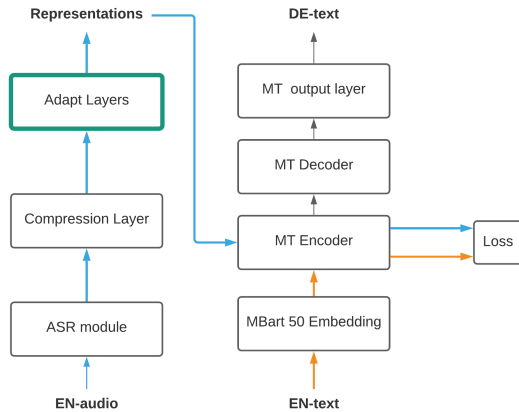 Representations
DE-text
Adapt Layers
MT output layer
MT Decoder
Compression Layer
MT Encoder
Loss
ASR module
MBart 50 Embedding
EN-audio
EN-text